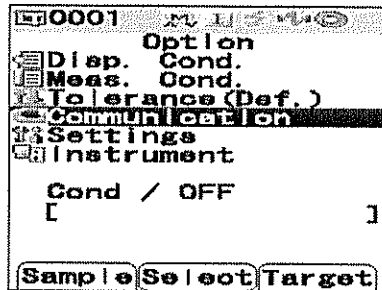 0001
Option
Disp. Cond.
Meas. Cond.
Tolerance(Def.)
Communication
Settings
Instrument
Cond / OFF
[ ]
Sample Select Target